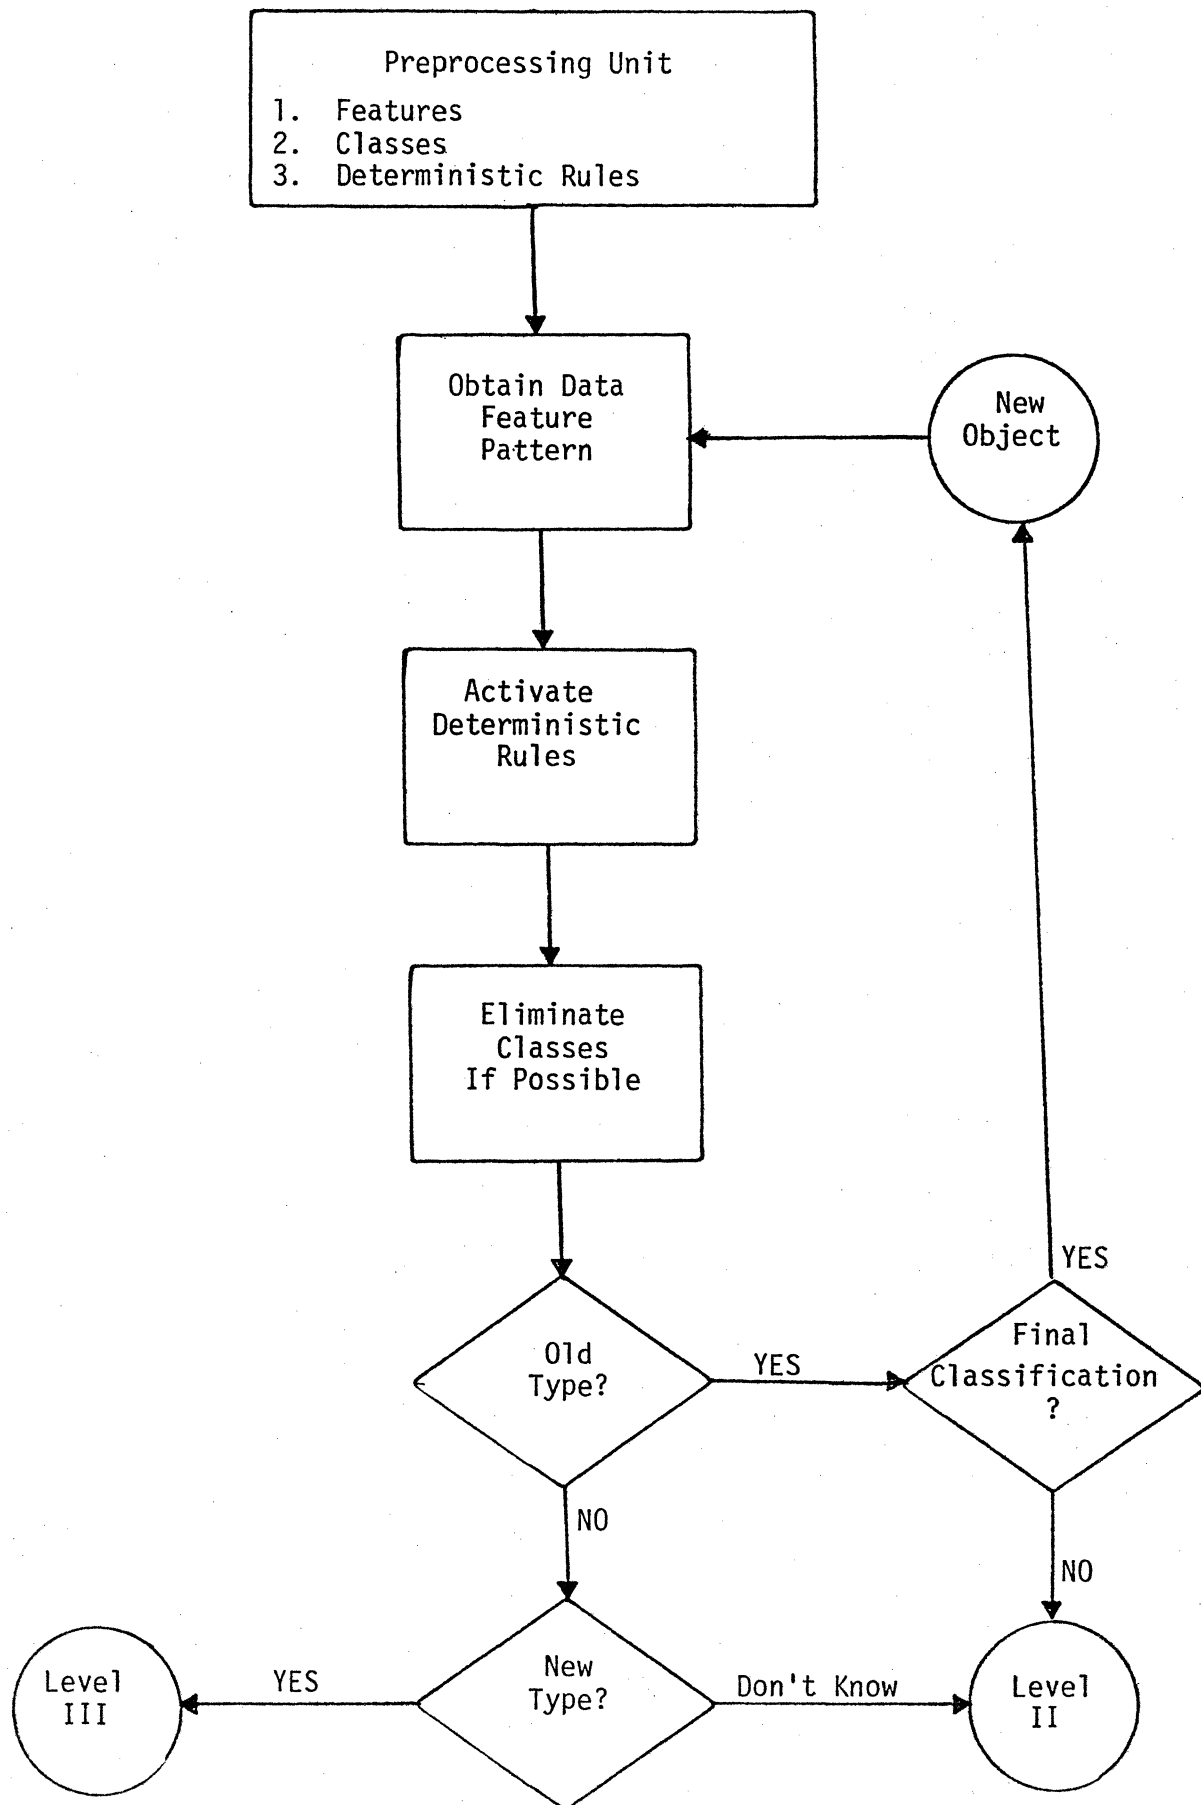 Preprocessing Unit
1. Features
2. Classes
3. Deterministic Rules
Obtain Data
Feature
Pattern
New
Object
Activate
Deterministic
Rules
Eliminate
Classes
If Possible
YES
Old
Type?
YES
Final
Classification
?
NO
NO
Level
III
YES
New
Type?
Don't Know
Level
II